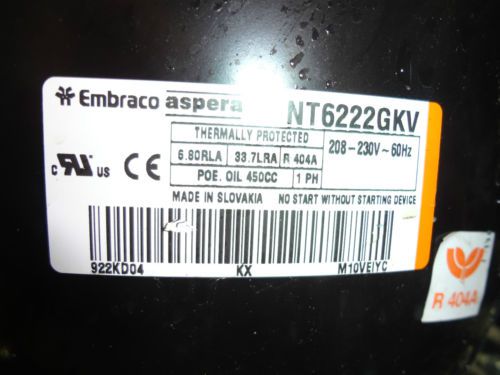 Embraco aspera NT6222GKV
THERMALLY PROTECTED
6.80RLA 33.7LRA R 404A
208-230V~60Hz
POE. OIL 450CC 1 PH
c RU US CE
MADE IN SLOVAKIA NO START WITHOUT STARTING DEVICE
922KD04 KX M10VEIYC
R 404A